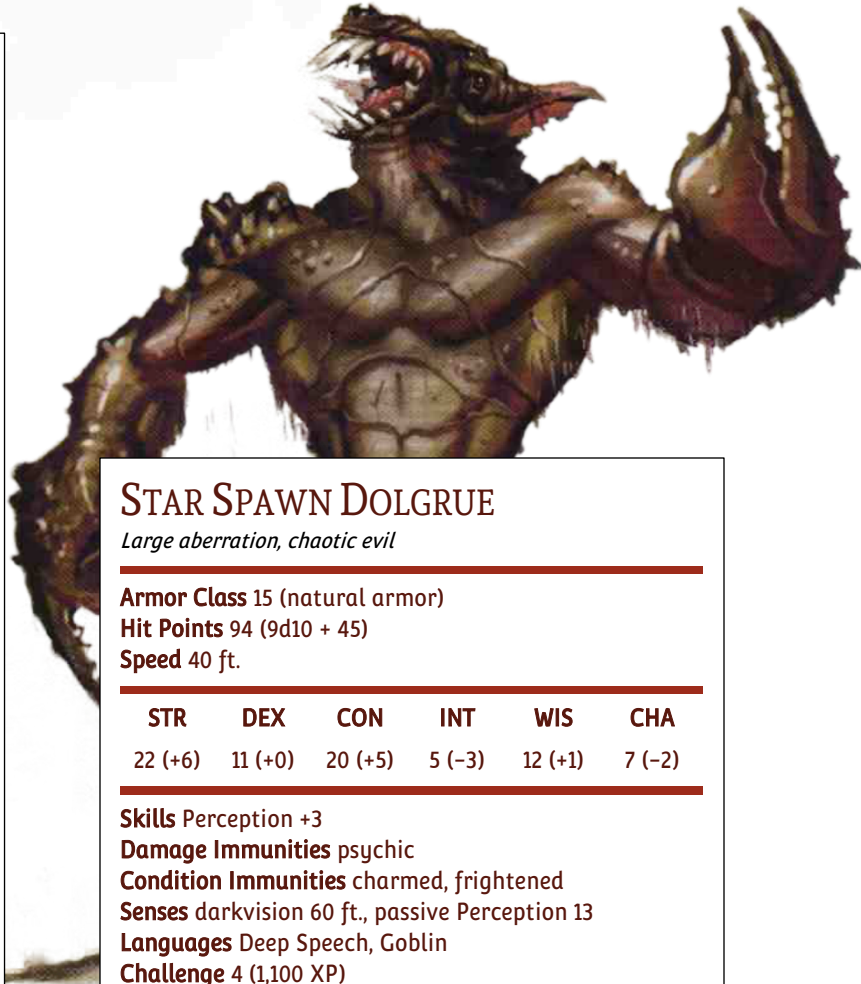 STAR SPAWN DOLGRUE
Large aberration, chaotic evil
Armor Class 15 (natural armor)
Hit Points 94 (9d10 + 45)
Speed 40 ft.
STR DEX CON INT WIS CHA
22 (+6) 11 (+0) 20 (+5) 5 (−3) 12 (+1) 7 (−2)
Skills Perception +3
Damage Immunities psychic
Condition Immunities charmed, frightened
Senses darkvision 60 ft., passive Perception 13
Languages Deep Speech, Goblin
Challenge 4 (1,100 XP)